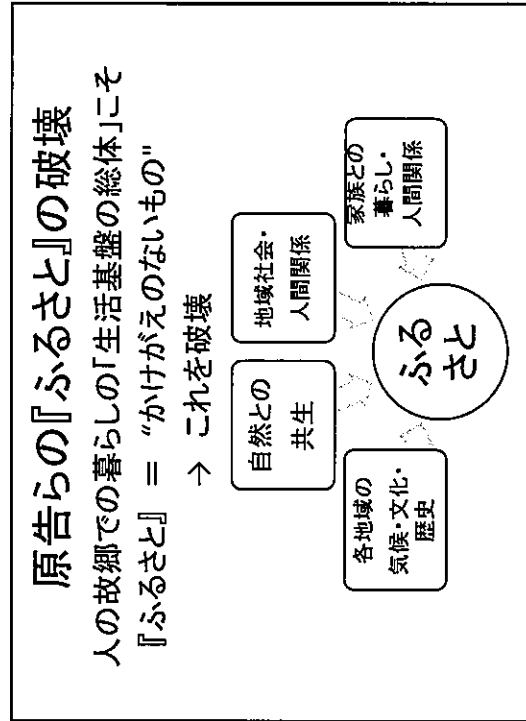 原告らの『ふるさと』の破壊
人の故郷での暮らしの「生活基盤の総体」こそ
『ふるさと』 = “かけがえのないもの"
→ これを破壊
自然との
共生
地域社会・
人間関係
各地域の
気候・文化・
歴史
家族との
暮らし・
人間関係
ふる
さと